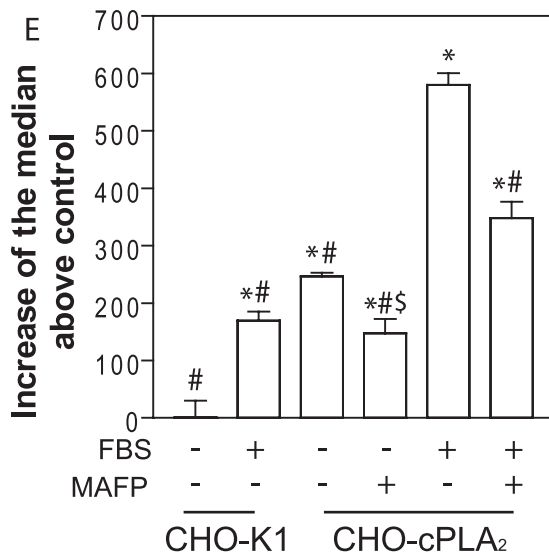 E
Increase of the median
above control
700
600
500
400
300
200
100
0
#
*#
*#
*#$
*
*#
FBS - + - - + +
MAFP - - - + - +
CHO-K1 CHO-cPLA₂